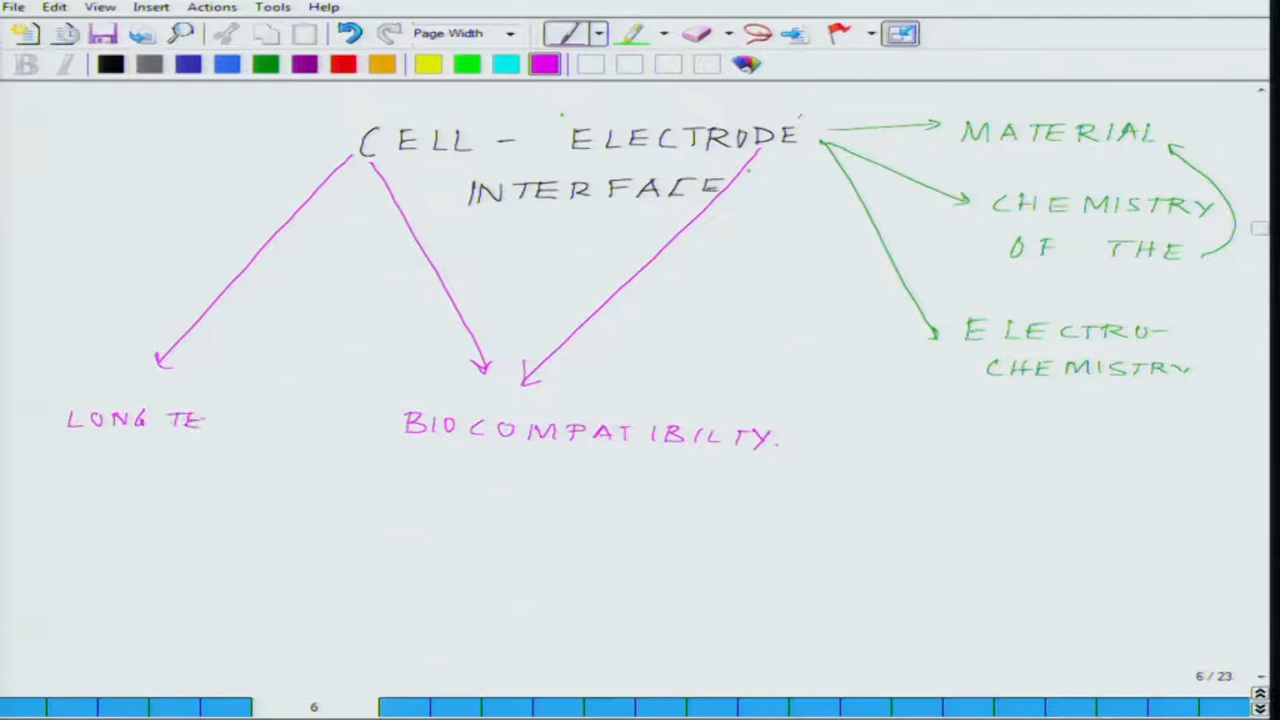 File Edit View Insert Actions Tools Help
Page Width
B I
CELL - ELECTRODE
INTERFACE
MATERIAL
CHEMISTRY
OF THE
ELECTRO-
CHEMISTRY
LONG TE
BIOCOMPATIBILTY.
6 / 23
6